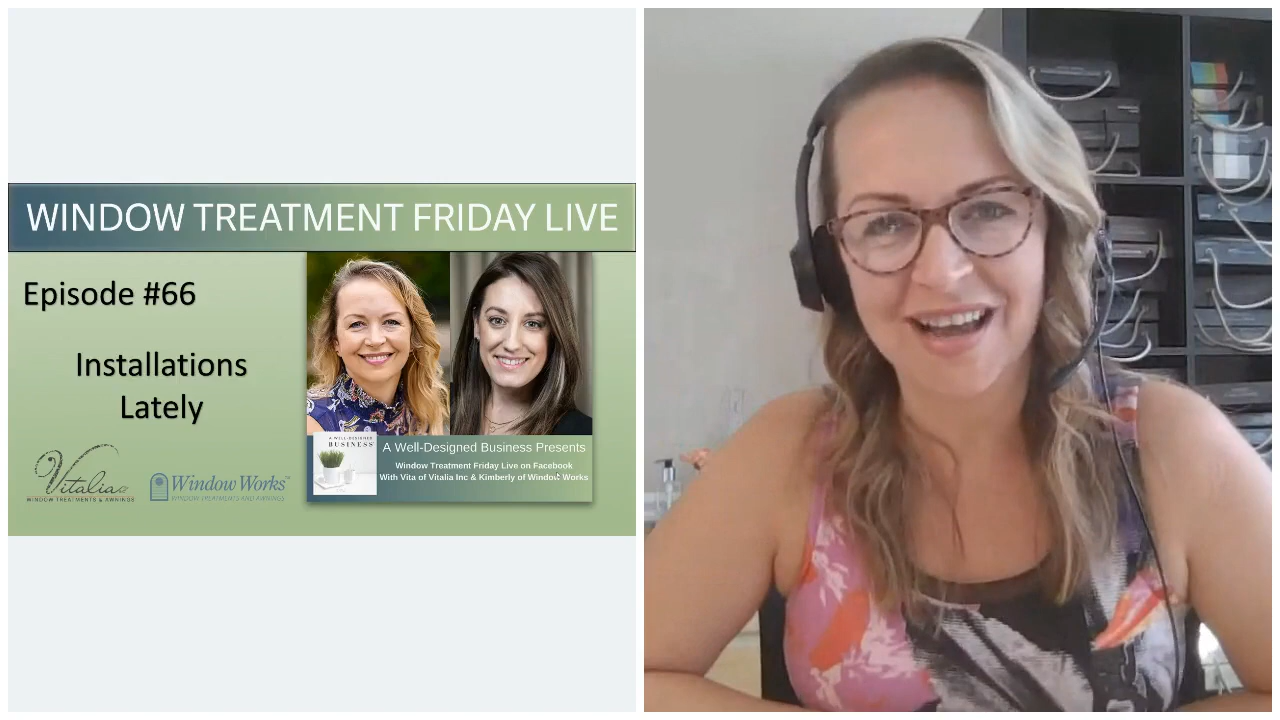 WINDOW TREATMENT FRIDAY LIVE
Episode #66
Installations
Lately
Vitalia
WINDOW TREATMENTS & AWNINGS
Window Works™
WINDOW TREATMENTS AND AWNINGS
A WELL-DESIGNED
BUSINESS
A Well-Designed Business Presents
Window Treatment Friday Live on Facebook
With Vita of Vitalia Inc & Kimberly of Window Works